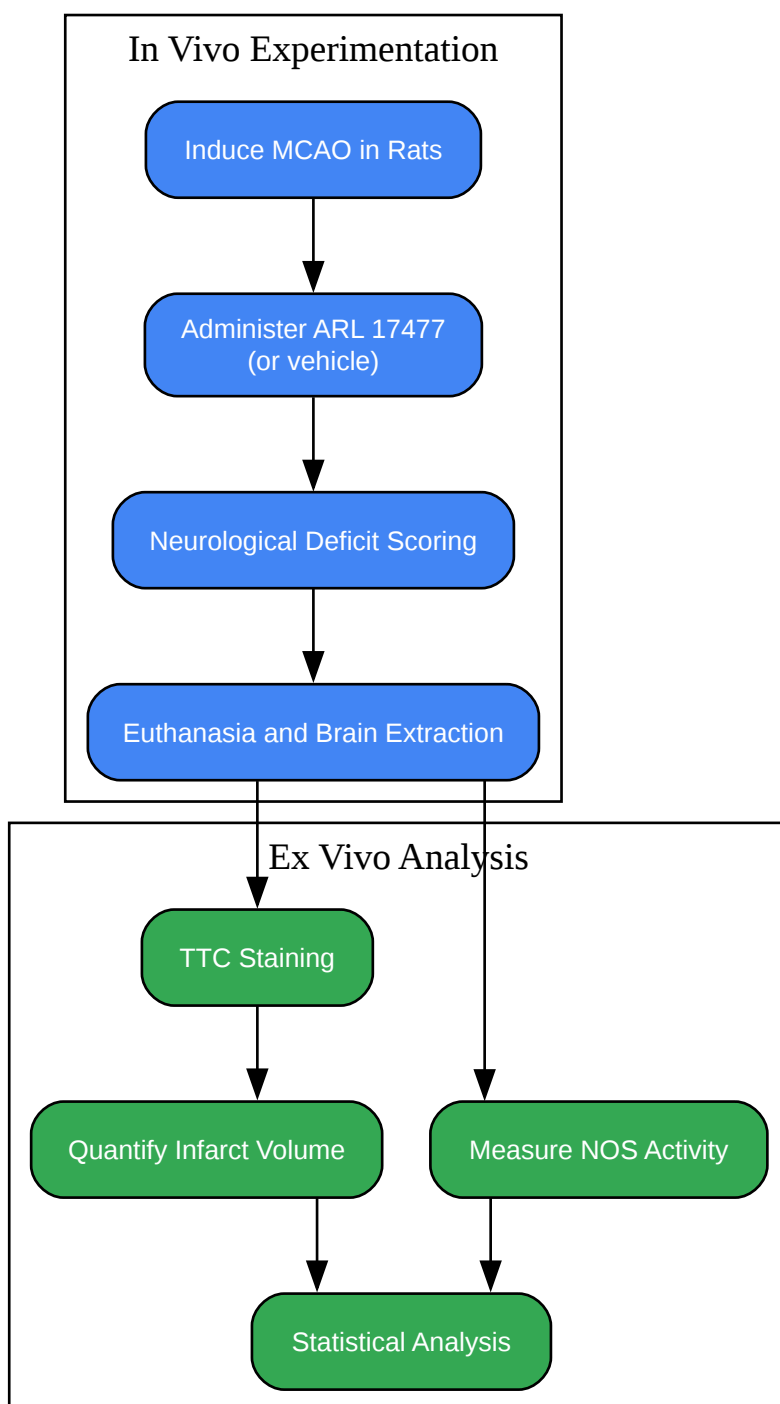 In Vivo Experimentation
Induce MCAO in Rats
Administer ARL 17477
(or vehicle)
Neurological Deficit Scoring
Euthanasia and Brain Extraction
Ex Vivo Analysis
TTC Staining
Quantify Infarct Volume
Measure NOS Activity
Statistical Analysis